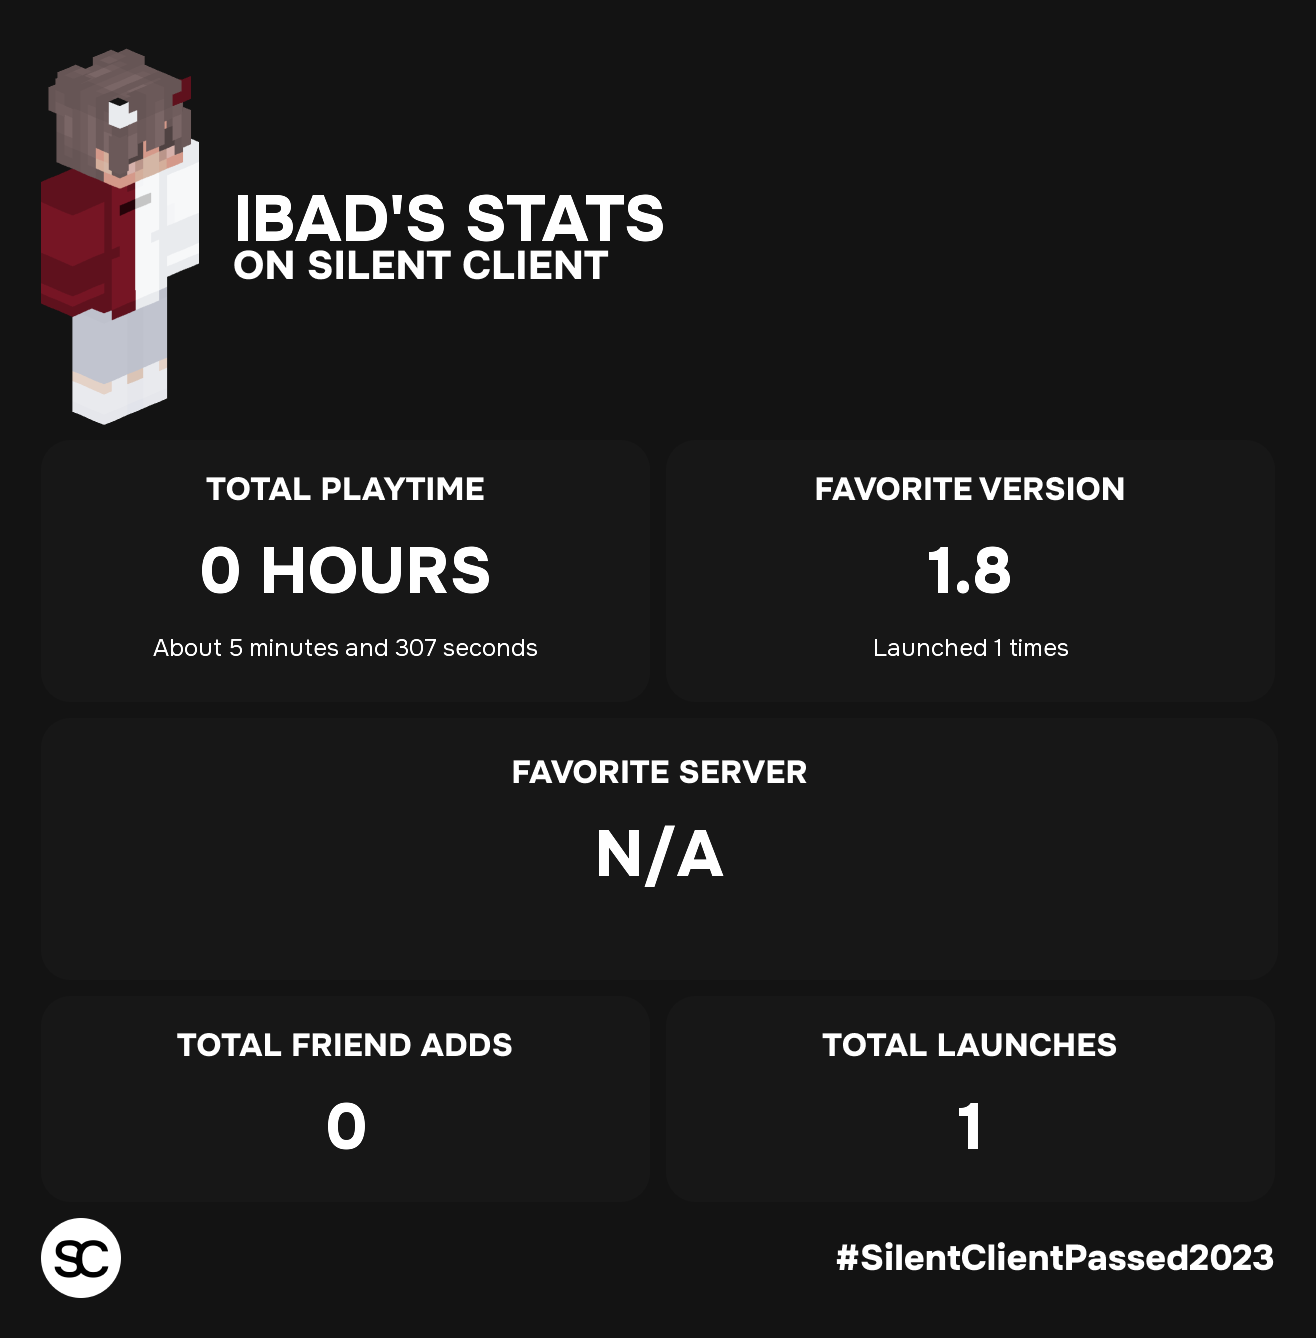 IBAD'S STATS
ON SILENT CLIENT
TOTAL PLAYTIME
0 HOURS
About 5 minutes and 307 seconds
FAVORITE VERSION
1.8
Launched 1 times
FAVORITE SERVER
N/A
TOTAL FRIEND ADDS
0
TOTAL LAUNCHES
1
SC
#SilentClientPassed2023